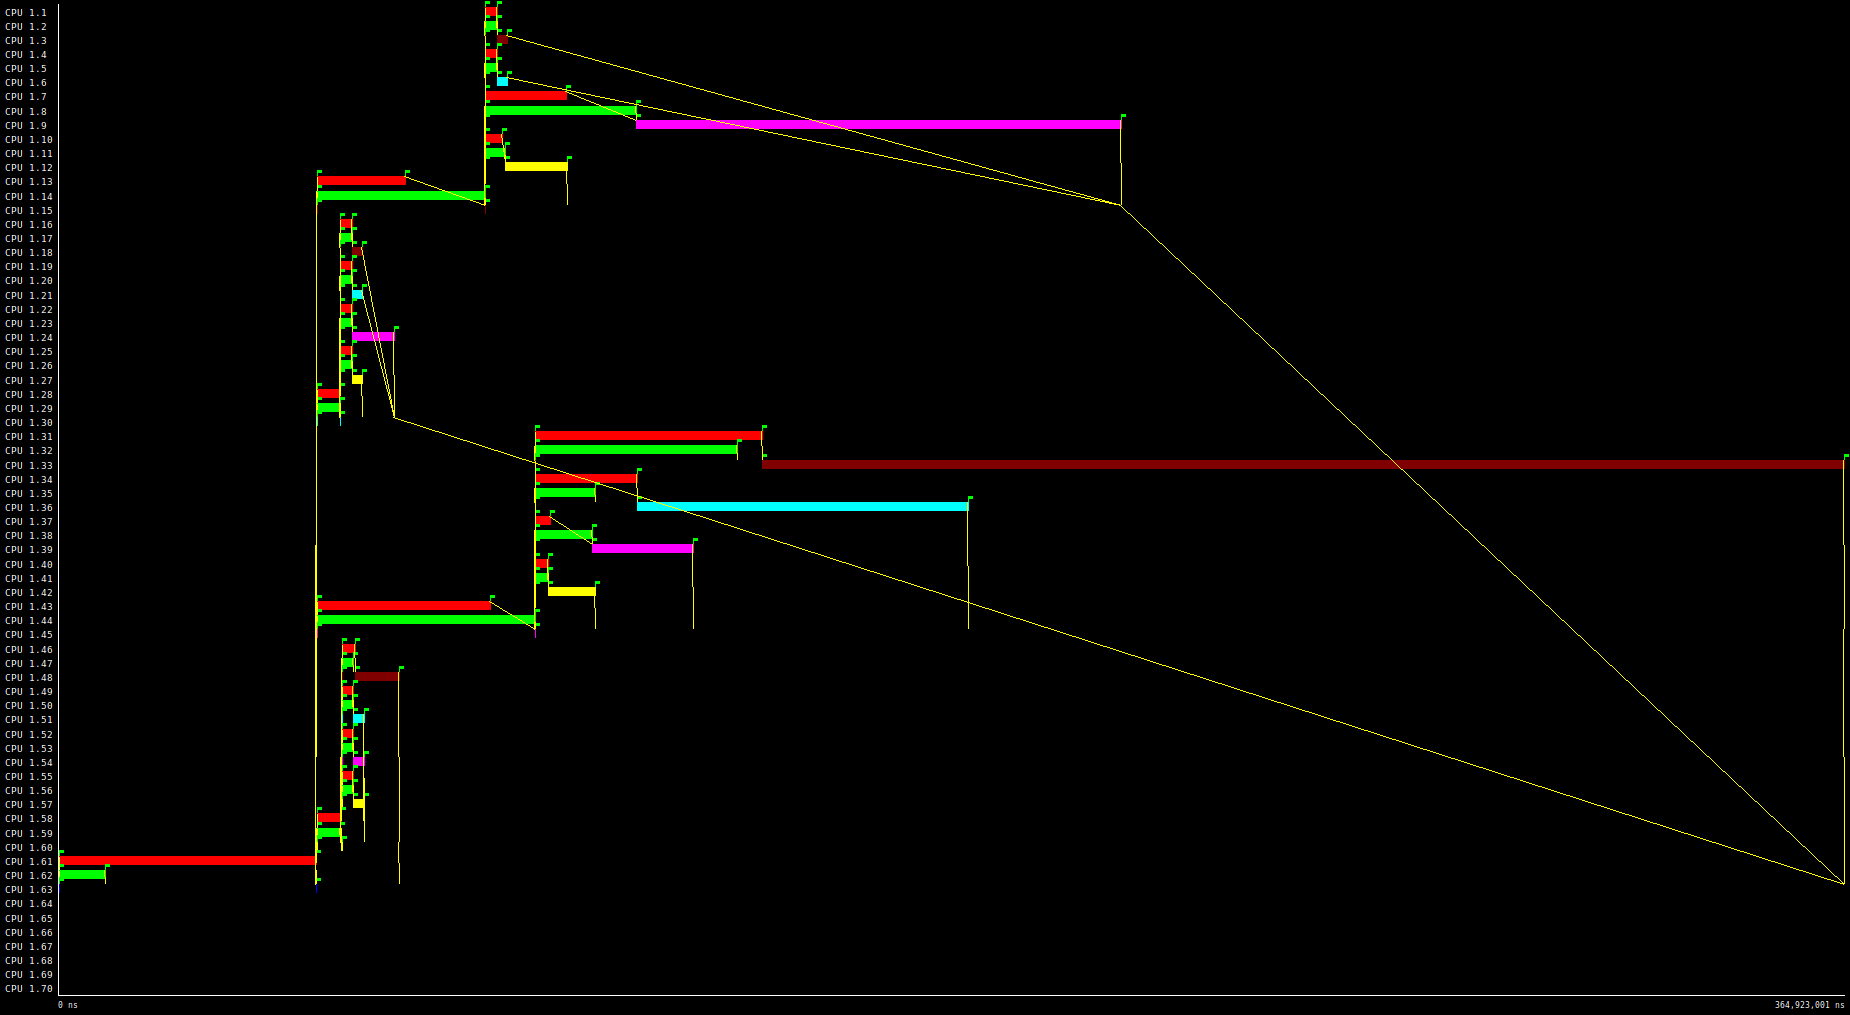 CPU 1.1
CPU 1.2
CPU 1.3
CPU 1.4
CPU 1.5
CPU 1.6
CPU 1.7
CPU 1.8
CPU 1.9
CPU 1.10
CPU 1.11
CPU 1.12
CPU 1.13
CPU 1.14
CPU 1.15
CPU 1.16
CPU 1.17
CPU 1.18
CPU 1.19
CPU 1.20
CPU 1.21
CPU 1.22
CPU 1.23
CPU 1.24
CPU 1.25
CPU 1.26
CPU 1.27
CPU 1.28
CPU 1.29
CPU 1.30
CPU 1.31
CPU 1.32
CPU 1.33
CPU 1.34
CPU 1.35
CPU 1.36
CPU 1.37
CPU 1.38
CPU 1.39
CPU 1.40
CPU 1.41
CPU 1.42
CPU 1.43
CPU 1.44
CPU 1.45
CPU 1.46
CPU 1.47
CPU 1.48
CPU 1.49
CPU 1.50
CPU 1.51
CPU 1.52
CPU 1.53
CPU 1.54
CPU 1.55
CPU 1.56
CPU 1.57
CPU 1.58
CPU 1.59
CPU 1.60
CPU 1.61
CPU 1.62
CPU 1.63
CPU 1.64
CPU 1.65
CPU 1.66
CPU 1.67
CPU 1.68
CPU 1.69
CPU 1.70
0 ns
364,923,001 ns